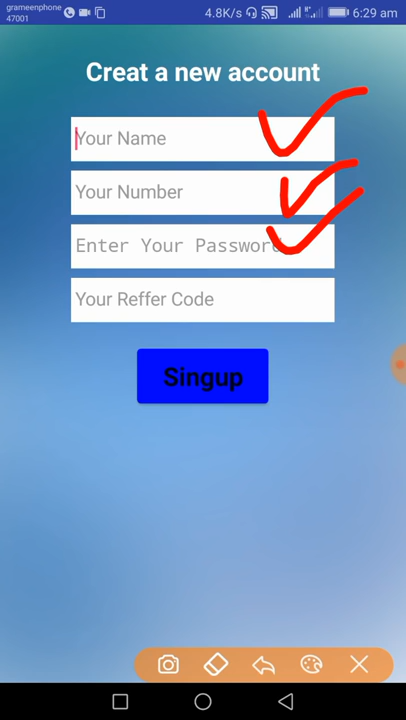 grameenphone
47001
4.8K/s
6:29 am
Creat a new account
Your Name
Your Number
Enter Your Password
Your Reffer Code
Singup